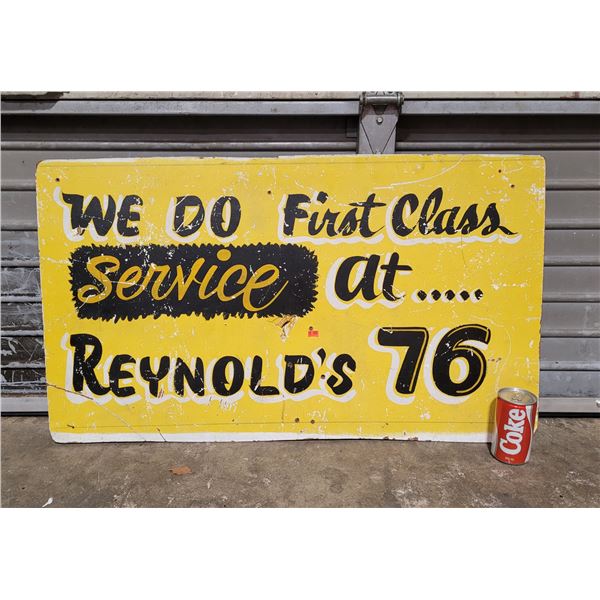 WE DO First Class
Service at.....
REYNOLD'S 76
Coke